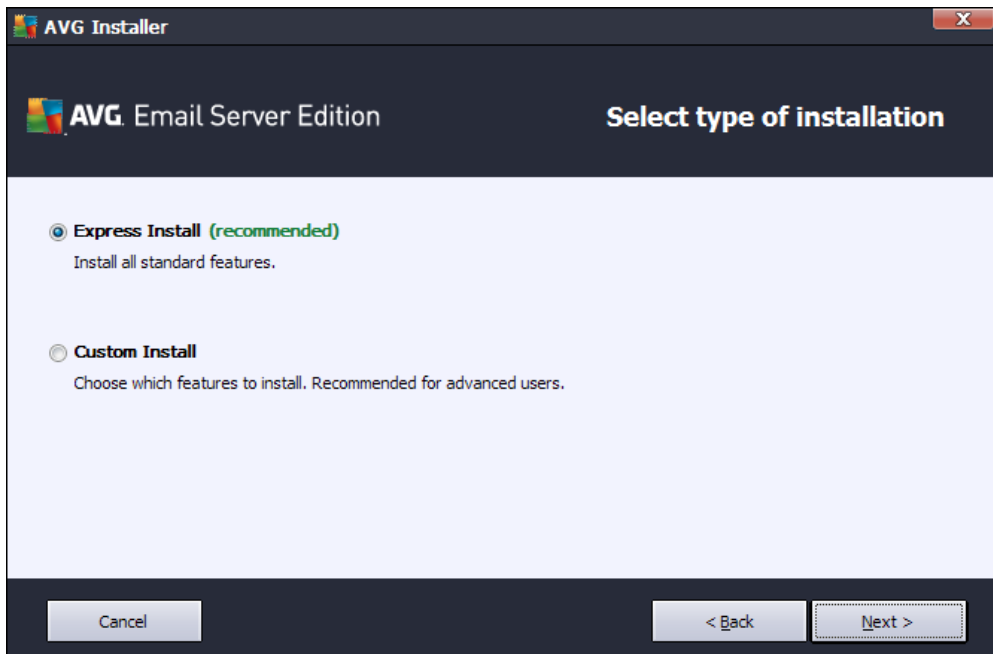 AVG Installer
X
AVG. Email Server Edition
Select type of installation
Express Install (recommended)
Install all standard features.
Custom Install
Choose which features to install. Recommended for advanced users.
Cancel
< Back
Next >